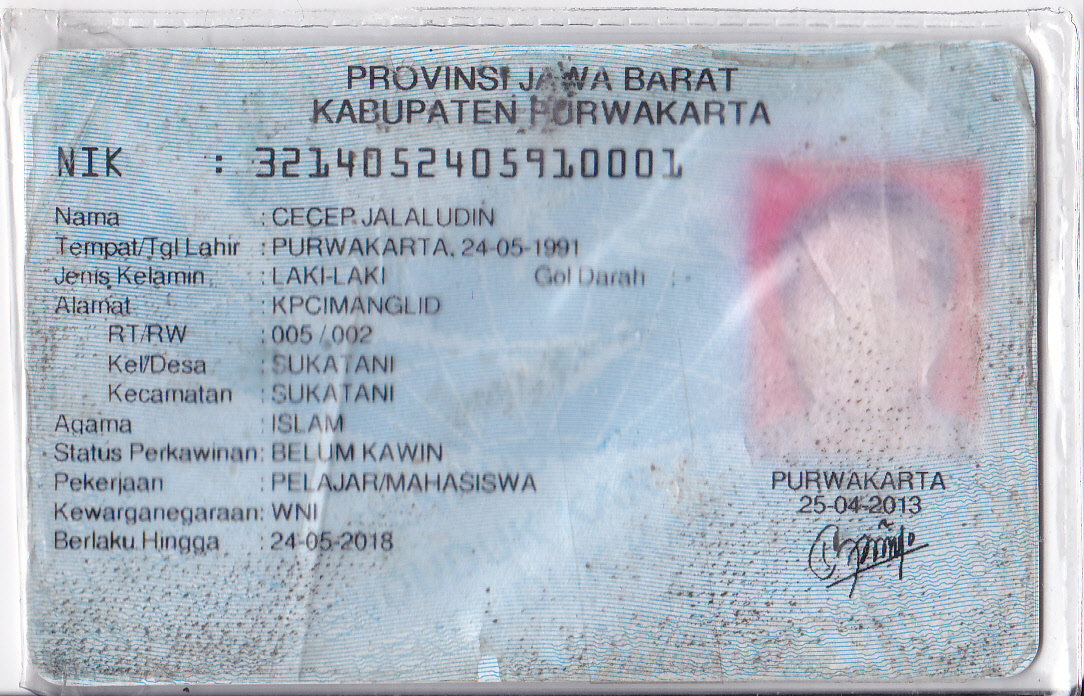 PROVINSI JAWA BARAT
KABUPATEN PURWAKARTA
NIK : 3214052405910001
Nama : CECEP JALALUDIN
Tempat/Tgl Lahir : PURWAKARTA, 24-05-1991
Jenis Kelamin : LAKI-LAKI Gol Darah : -
Alamat : KPCIMANGLID
RT/RW : 005 / 002
Kel/Desa : SUKATANI
Kecamatan : SUKATANI
Agama : ISLAM
Status Perkawinan: BELUM KAWIN
Pekerjaan : PELAJAR/MAHASISWA
Kewarganegaraan: WNI
Berlaku Hingga : 24-05-2018
PURWAKARTA
25-04-2013